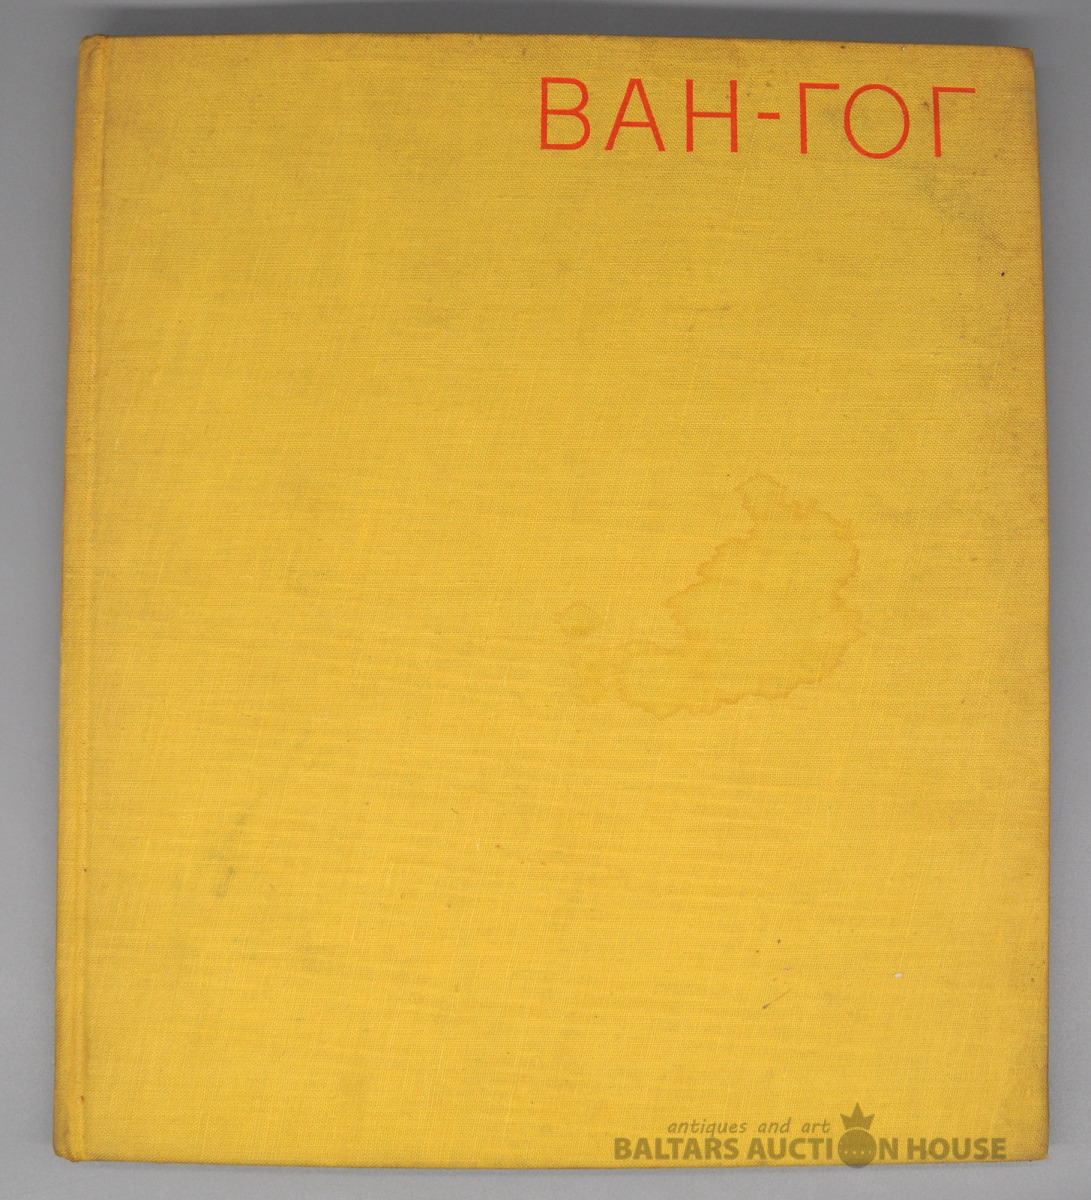 ВАН-ГОГ
antiques and art
BALTARS AUCTION HOUSE